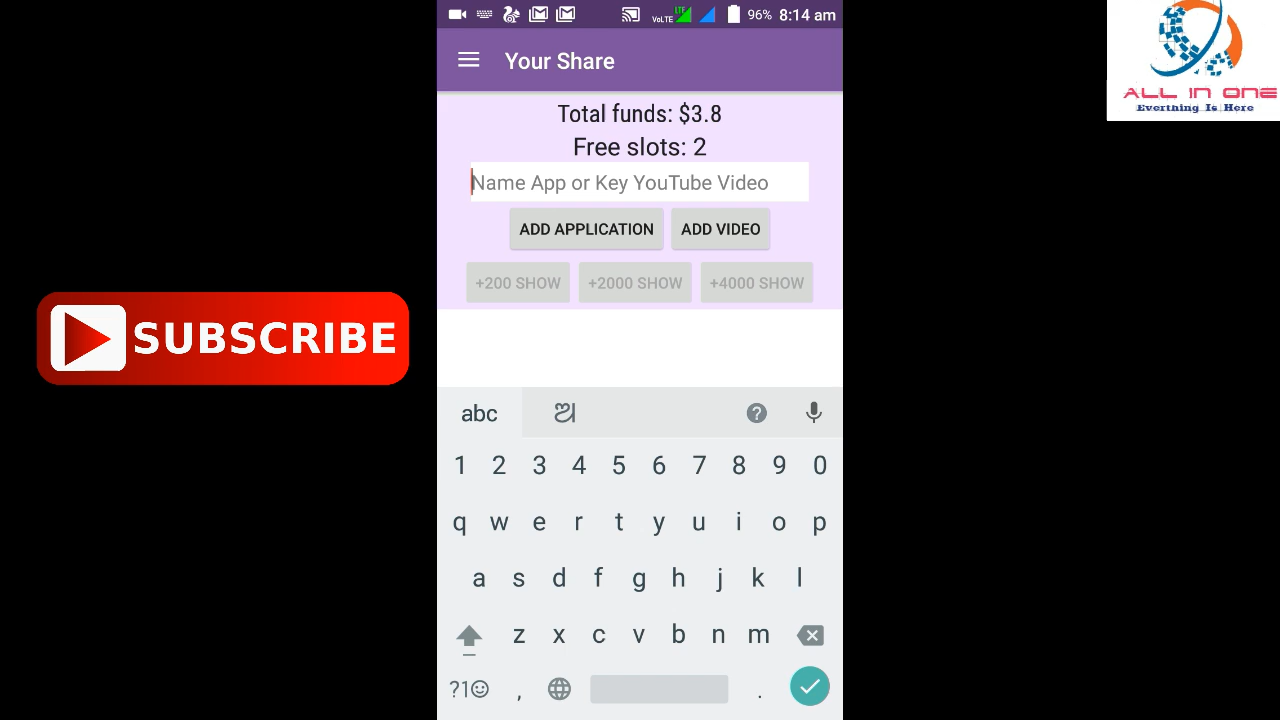 LTE
VoLTE
96% 8:14 am
Your Share
Total funds: $3.8
Free slots: 2
Name App or Key YouTube Video
ADD APPLICATION ADD VIDEO
+200 SHOW +2000 SHOW +4000 SHOW
ALL IN ONE
Everthing Is Here
SUBSCRIBE
abc ଅ ?
1 2 3 4 5 6 7 8 9 0
q w e r t y u i o p
a s d f g h j k l
z x c v b n m
?1☺ , .